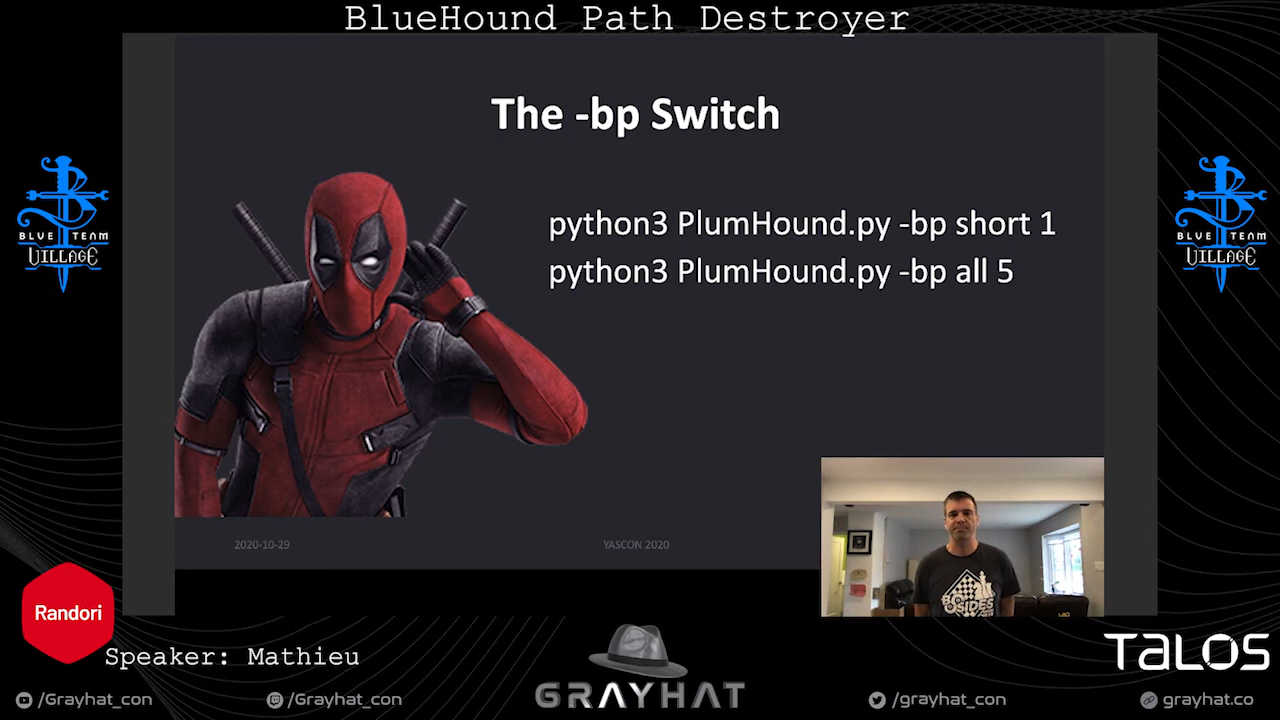 BlueHound Path Destroyer
The -bp Switch
python3 PlumHound.py -bp short 1
python3 PlumHound.py -bp all 5
BLUE TEAM
VILLAGE
BLUE TEAM
VILLAGE
2020-10-29
YASCON 2020
BSIDES
Randori
Speaker: Mathieu
TALOS
GRAYHAT
/Grayhat_con
/Grayhat_con
/grayhat_con
grayhat.co